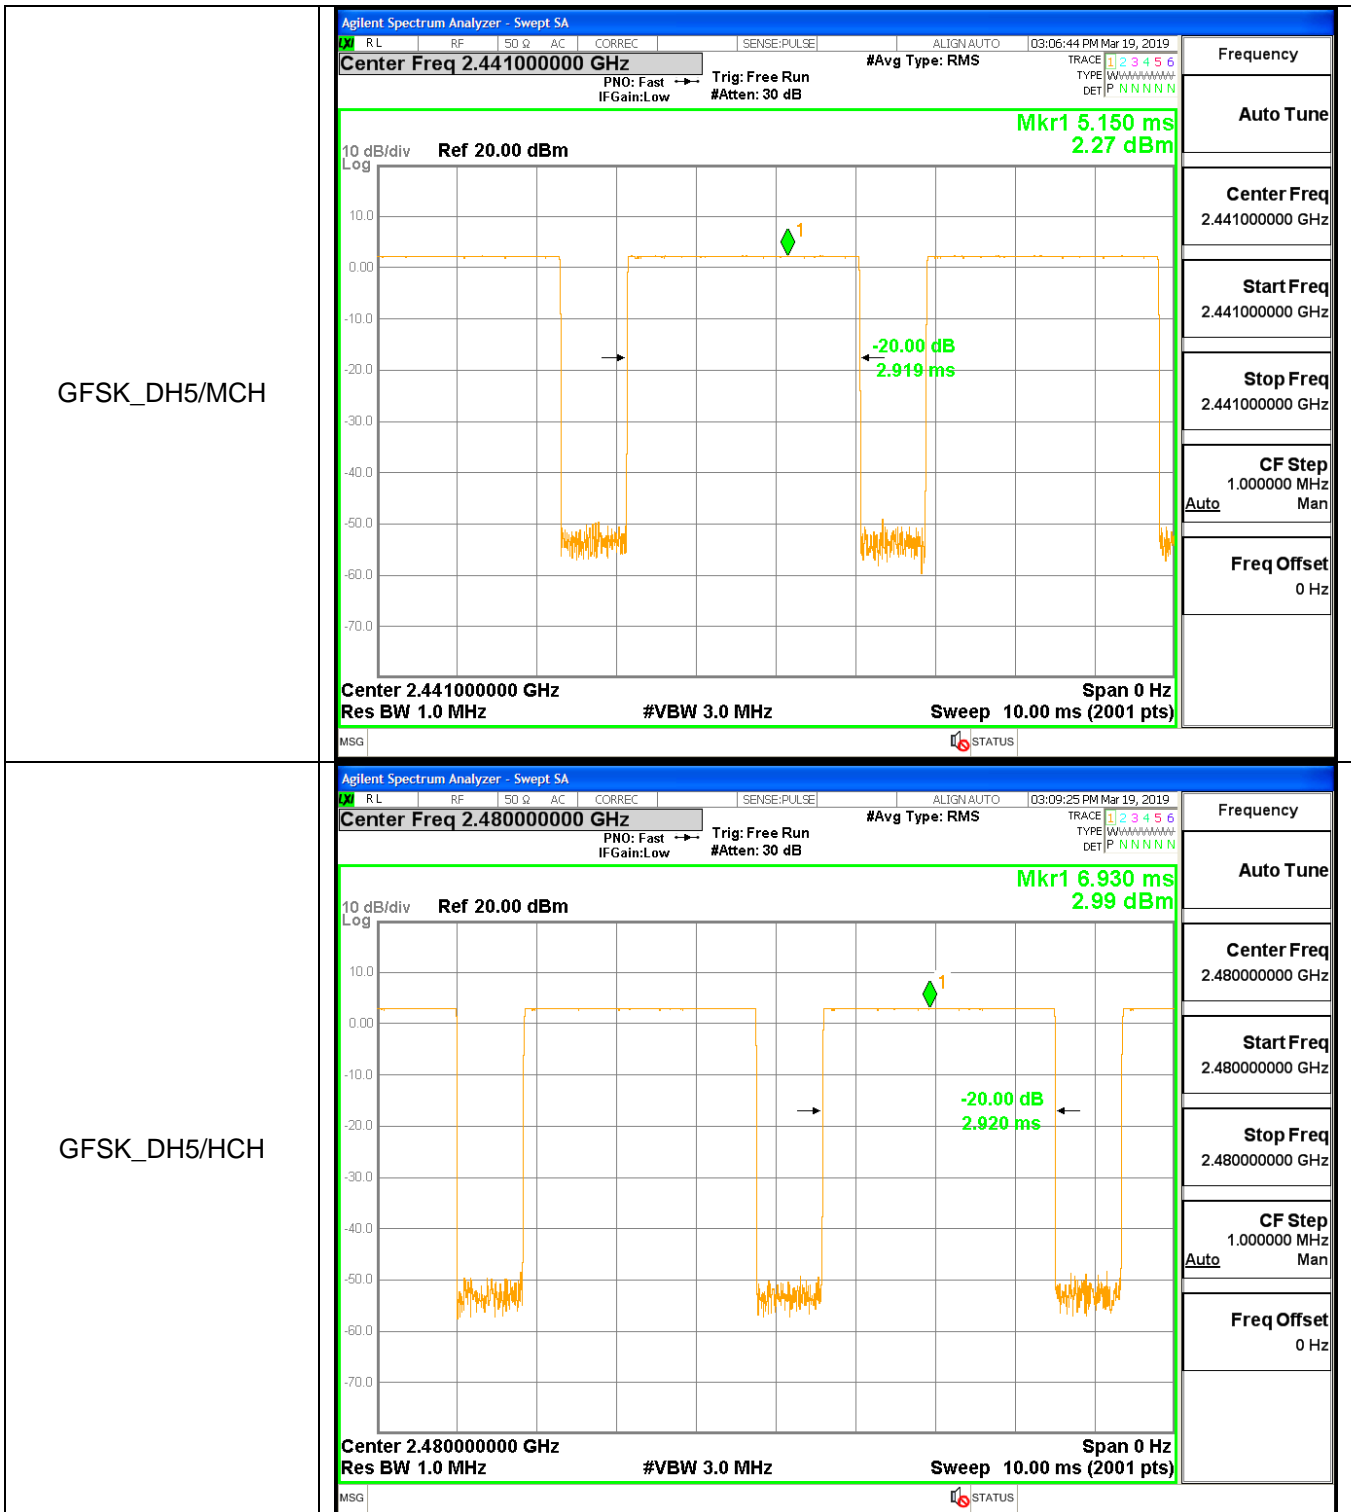 GFSK_DH5/MCH
Agilent Spectrum Analyzer - Swept SA
LXI RL RF 50 Ω AC CORREC SENSE:PULSE ALIGNAUTO 03:06:44 PM Mar 19, 2019
Center Freq 2.441000000 GHz
#Avg Type: RMS
TRACE 1 2 3 4 5 6
PNO: Fast
Trig: Free Run
TYPE
IFGain:Low
#Atten: 30 dB
DET P N N N N N
Mkr1 5.150 ms
2.27 dBm
10 dB/div Ref 20.00 dBm
Log
10.0
1
0.00
-10.0
-20.00 dB
2.919 ms
-20.0
-30.0
-40.0
-50.0
-60.0
-70.0
Center 2.441000000 GHz Span 0 Hz
Res BW 1.0 MHz #VBW 3.0 MHz Sweep 10.00 ms (2001 pts)
MSG STATUS
Frequency
Auto Tune
Center Freq
2.441000000 GHz
Start Freq
2.441000000 GHz
Stop Freq
2.441000000 GHz
CF Step
1.000000 MHz
Auto Man
Freq Offset
0 Hz
GFSK_DH5/HCH
Agilent Spectrum Analyzer - Swept SA
LXI RL RF 50 Ω AC CORREC SENSE:PULSE ALIGNAUTO 03:09:25 PM Mar 19, 2019
Center Freq 2.480000000 GHz
#Avg Type: RMS
TRACE 1 2 3 4 5 6
PNO: Fast
Trig: Free Run
TYPE
IFGain:Low
#Atten: 30 dB
DET P N N N N N
Mkr1 6.930 ms
2.99 dBm
10 dB/div Ref 20.00 dBm
Log
10.0
1
0.00
-10.0
-20.00 dB
2.920 ms
-20.0
-30.0
-40.0
-50.0
-60.0
-70.0
Center 2.480000000 GHz Span 0 Hz
Res BW 1.0 MHz #VBW 3.0 MHz Sweep 10.00 ms (2001 pts)
MSG STATUS
Frequency
Auto Tune
Center Freq
2.480000000 GHz
Start Freq
2.480000000 GHz
Stop Freq
2.480000000 GHz
CF Step
1.000000 MHz
Auto Man
Freq Offset
0 Hz